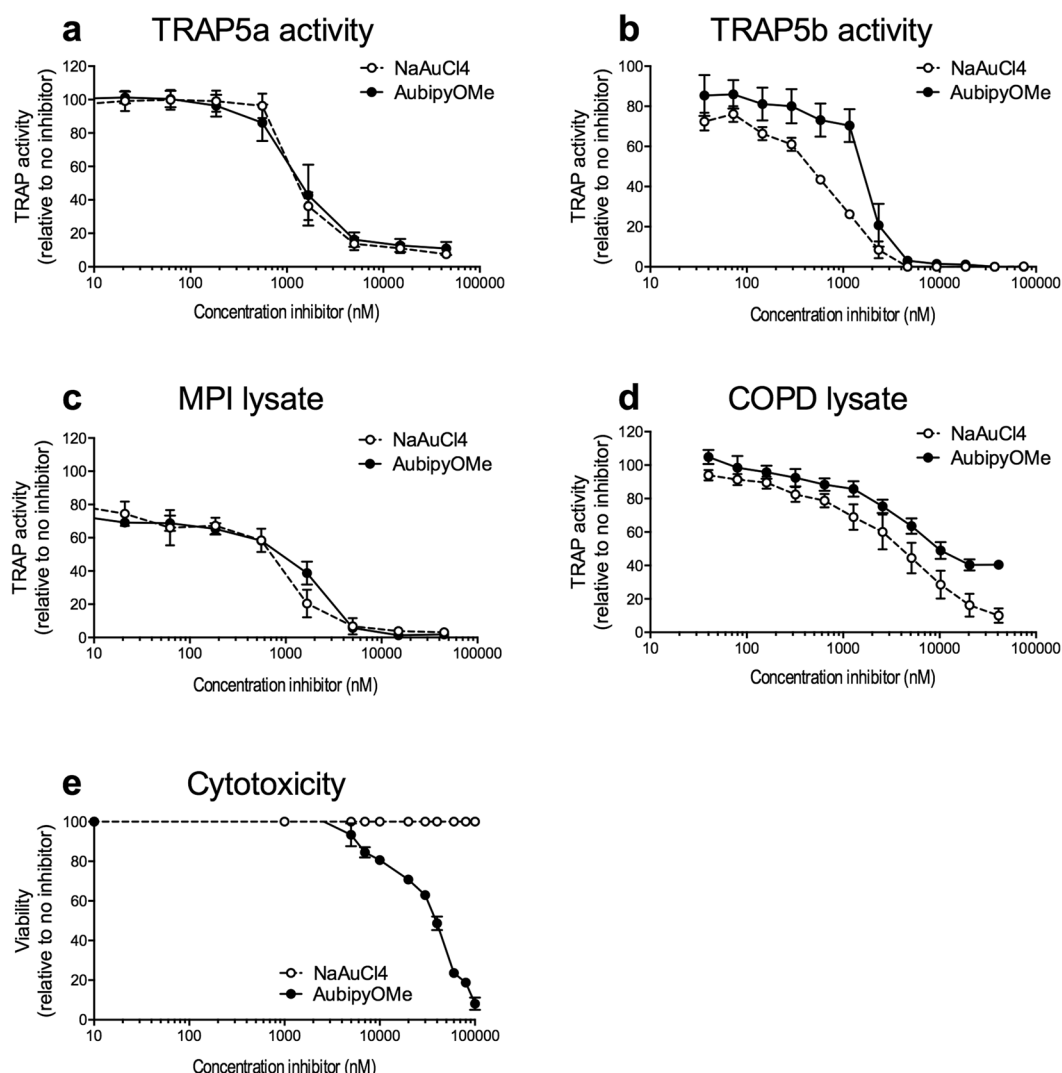 a TRAP5a activity
NaAuCl4
AubipyOMe
TRAP activity
(relative to no inhibitor)
120
100
80
60
40
20
0
10 100 1000 10000 100000
Concentration inhibitor (nM)
b TRAP5b activity
NaAuCl4
AubipyOMe
TRAP activity
(relative to no inhibitor)
100
80
60
40
20
0
10 100 1000 10000 100000
Concentration inhibitor (nM)
c MPI lysate
NaAuCl4
AubipyOMe
TRAP activity
(relative to no inhibitor)
120
100
80
60
40
20
0
10 100 1000 10000 100000
Concentration inhibitor (nM)
d COPD lysate
NaAuCl4
AubipyOMe
TRAP activity
(relative to no inhibitor)
120
100
80
60
40
20
0
10 100 1000 10000 100000
Concentration inhibitor (nM)
e Cytotoxicity
Viability
(relative to no inhibitor)
100
80
60
40
20
0
NaAuCl4
AubipyOMe
10 100 1000 10000 100000
Concentration inhibitor (nM)